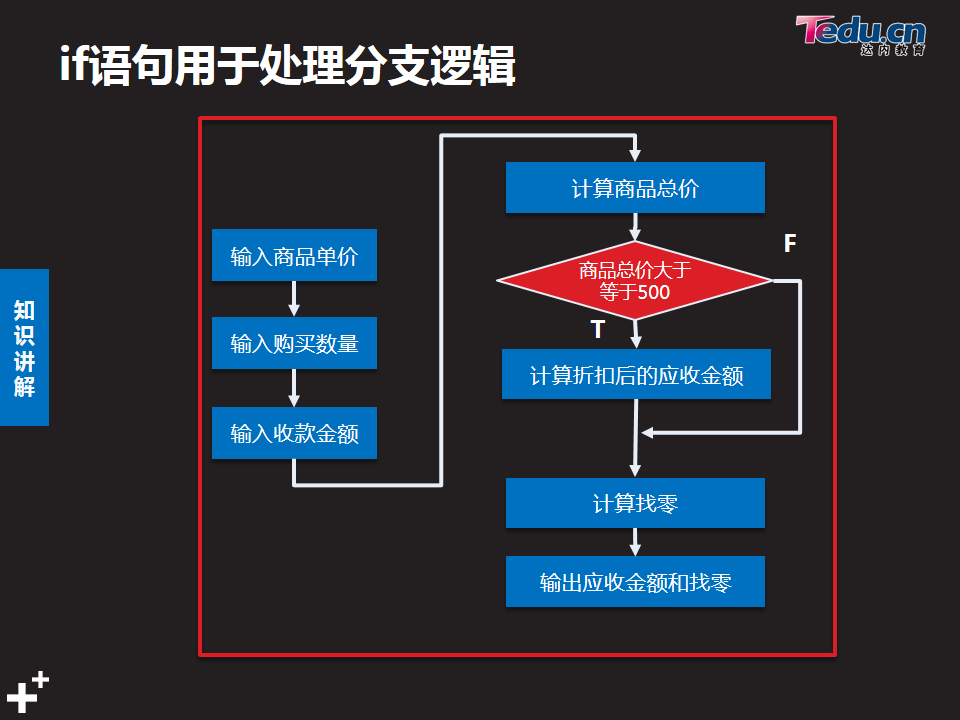 Tedu.cn
达内教育
if语句用于处理分支逻辑
知
识
讲
解
输入商品单价
输入购买数量
输入收款金额
计算商品总价
商品总价大于
等于500
F
T
计算折扣后的应收金额
计算找零
输出应收金额和找零